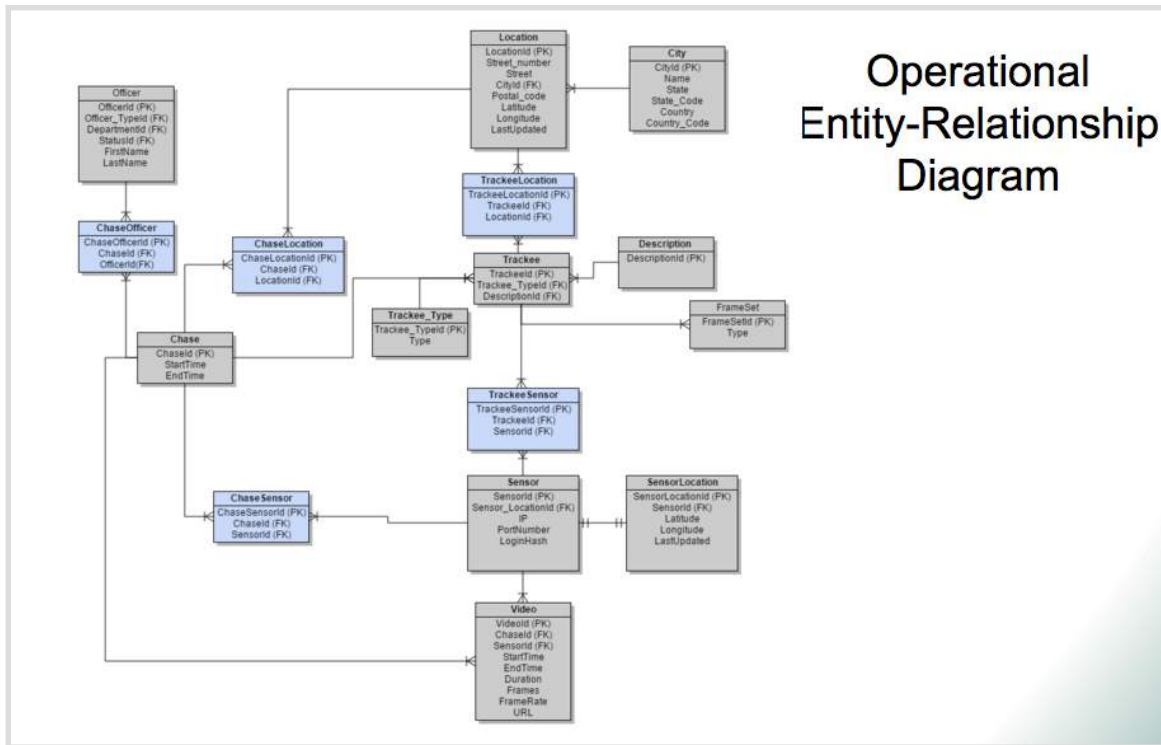 Operational
Entity-Relationship
Diagram
Location
LocationId (PK)
Street_number
Street
CityId (FK)
Postal_code
Latitude
Longitude
LastUpdated
City
CityId (PK)
Name
State
State_Code
Country
Country_Code
Officer
OfficerId (PK)
Officer_TypeId (FK)
DepartmentId (FK)
StatusId (FK)
FirstName
LastName
TrackeeLocation
TrackeeLocationId (PK)
TrackeeId (FK)
LocationId (FK)
ChaseOfficer
ChaseOfficerId (PK)
ChaseId (FK)
OfficerId(FK)
ChaseLocation
ChaseLocationId (PK)
ChaseId (FK)
LocationId (FK)
Trackee
TrackeeId (PK)
Trackee_TypeId (FK)
DescriptionId (FK)
Description
DescriptionId (PK)
FrameSet
FrameSetId (PK)
Type
Trackee_Type
Trackee_TypeId (PK)
Type
Chase
ChaseId (PK)
StartTime
EndTime
TrackeeSensor
TrackeeSensorId (PK)
TrackeeId (FK)
SensorId (FK)
ChaseSensor
ChaseSensorId (PK)
ChaseId (FK)
SensorId (FK)
Sensor
SensorId (PK)
Sensor_LocationId (FK)
IP
PortNumber
LoginHash
SensorLocation
SensorLocationId (PK)
SensorId (FK)
Latitude
Longitude
LastUpdated
Video
VideoId (PK)
ChaseId (FK)
SensorId (FK)
StartTime
EndTime
Duration
Frames
FrameRate
URL